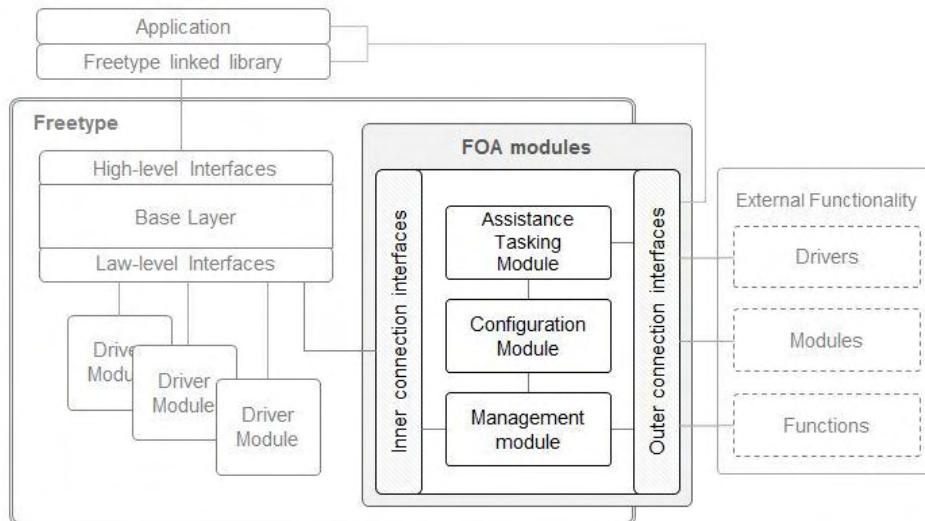 Application
Freetype linked library
Freetype
High-level Interfaces
Base Layer
Law-level Interfaces
Driver
Module
Driver
Module
Driver
Module
FOA modules
Inner connection interfaces
Assistance
Tasking
Module
Configuration
Module
Management
module
Outer connection interfaces
External Functionality
Drivers
Modules
Functions